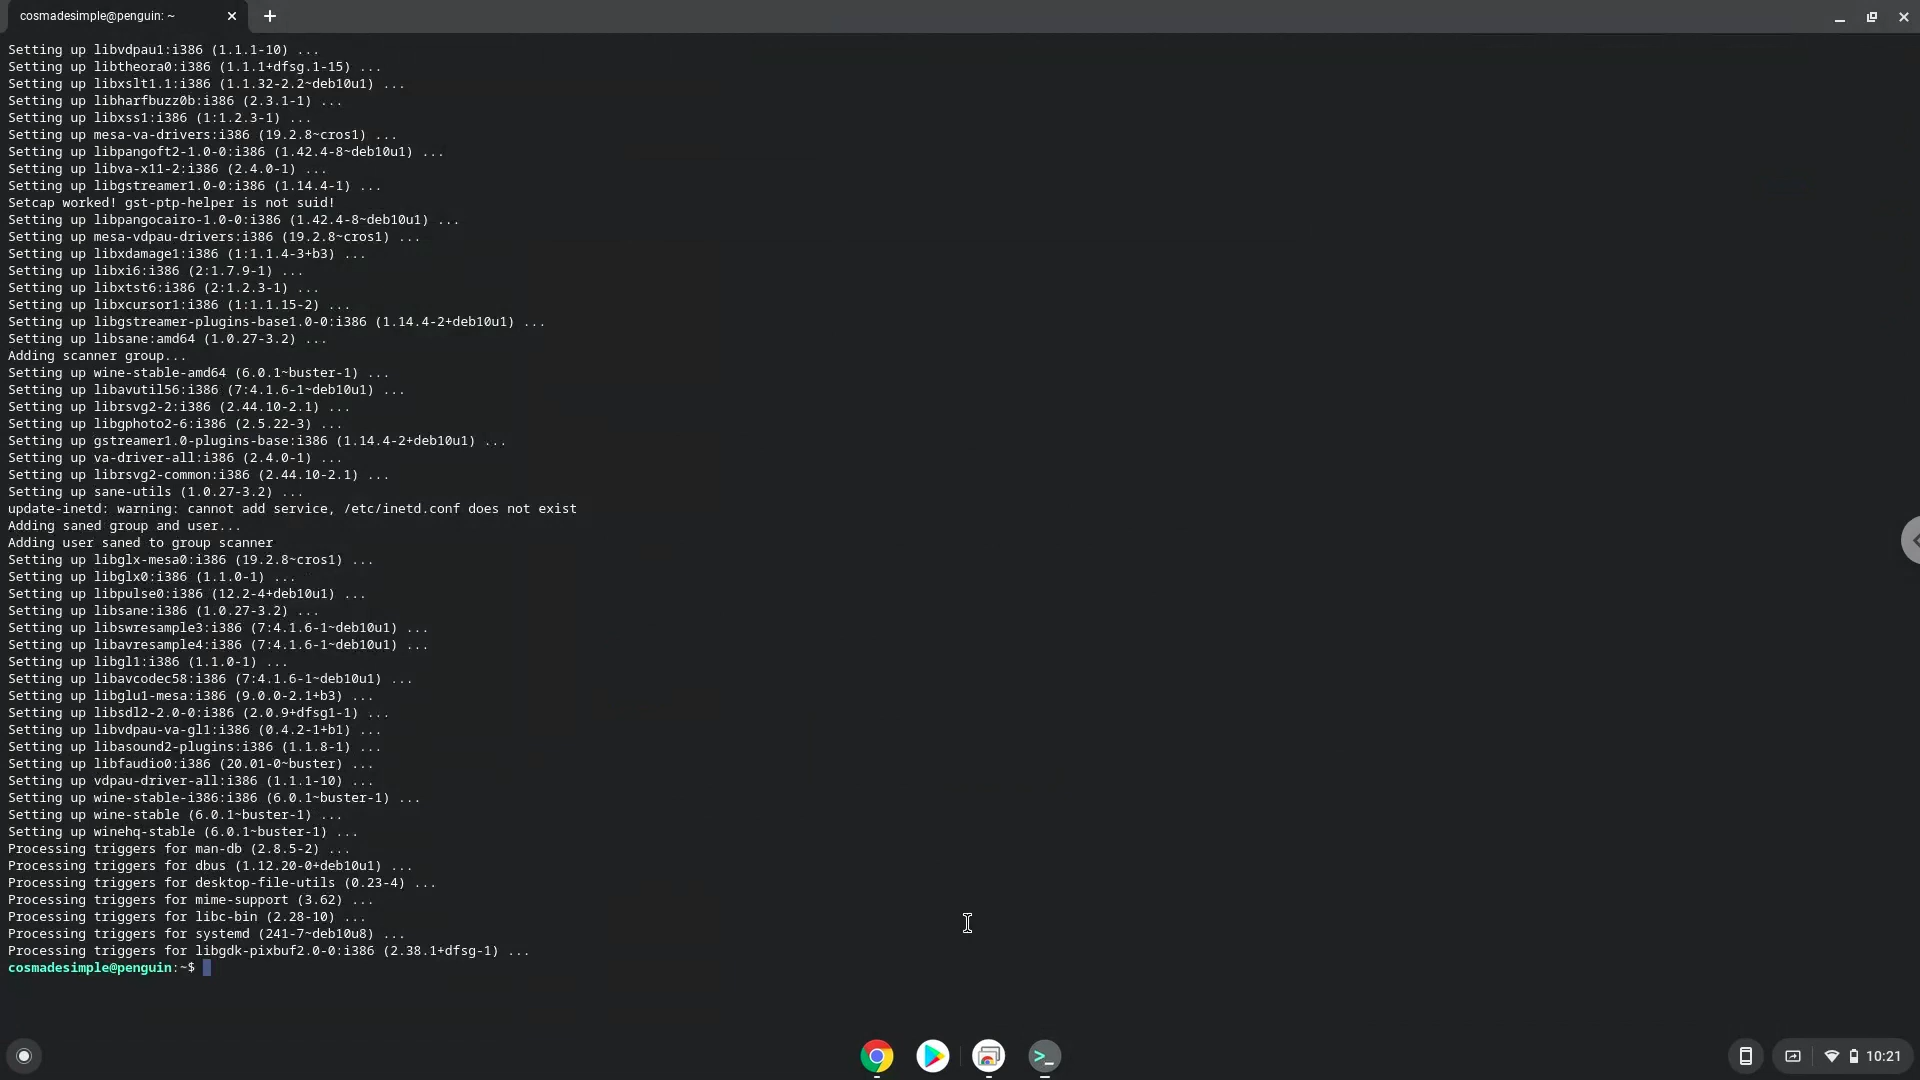 cosmadesimple@penguin: ~
Setting up libvdpau1:i386 (1.1.1-10) ...
Setting up libtheora0:i386 (1.1.1+dfsg.1-15) ...
Setting up libxslt1.1:i386 (1.1.32-2.2~deb10u1) ...
Setting up libharfbuzz0b:i386 (2.3.1-1) ...
Setting up libxss1:i386 (1:1.2.3-1) ...
Setting up mesa-va-drivers:i386 (19.2.8~cros1) ...
Setting up libpangoft2-1.0-0:i386 (1.42.4-8~deb10u1) ...
Setting up libva-x11-2:i386 (2.4.0-1) ...
Setting up libgstreamer1.0-0:i386 (1.14.4-1) ...
Setcap worked! gst-ptp-helper is not suid!
Setting up libpangocairo-1.0-0:i386 (1.42.4-8~deb10u1) ...
Setting up mesa-vdpau-drivers:i386 (19.2.8~cros1) ...
Setting up libxdamage1:i386 (1:1.1.4-3+b3) ...
Setting up libxi6:i386 (2:1.7.9-1) ...
Setting up libxtst6:i386 (2:1.2.3-1) ...
Setting up libxcursor1:i386 (1:1.1.15-2) ...
Setting up libgstreamer-plugins-base1.0-0:i386 (1.14.4-2+deb10u1) ...
Setting up libsane:amd64 (1.0.27-3.2) ...
Adding scanner group...
Setting up wine-stable-amd64 (6.0.1~buster-1) ...
Setting up libavutil56:i386 (7:4.1.6-1~deb10u1) ...
Setting up librsvg2-2:i386 (2.44.10-2.1) ...
Setting up libgphoto2-6:i386 (2.5.22-3) ...
Setting up gstreamer1.0-plugins-base:i386 (1.14.4-2+deb10u1) ...
Setting up va-driver-all:i386 (2.4.0-1) ...
Setting up librsvg2-common:i386 (2.44.10-2.1) ...
Setting up sane-utils (1.0.27-3.2) ...
update-inetd: warning: cannot add service, /etc/inetd.conf does not exist
Adding saned group and user...
Adding user saned to group scanner
Setting up libglx-mesa0:i386 (19.2.8~cros1) ...
Setting up libglx0:i386 (1.1.0-1) ...
Setting up libpulse0:i386 (12.2-4+deb10u1) ...
Setting up libsane:i386 (1.0.27-3.2) ...
Setting up libswresample3:i386 (7:4.1.6-1~deb10u1) ...
Setting up libavresample4:i386 (7:4.1.6-1~deb10u1) ...
Setting up libgl1:i386 (1.1.0-1) ...
Setting up libavcodec58:i386 (7:4.1.6-1~deb10u1) ...
Setting up libglu1-mesa:i386 (9.0.0-2.1+b3) ...
Setting up libsdl2-2.0-0:i386 (2.0.9+dfsg1-1) ...
Setting up libvdpau-va-gl1:i386 (0.4.2-1+b1) ...
Setting up libasound2-plugins:i386 (1.1.8-1) ...
Setting up libfaudio0:i386 (20.01-0~buster) ...
Setting up vdpau-driver-all:i386 (1.1.1-10) ...
Setting up wine-stable-i386:i386 (6.0.1~buster-1) ...
Setting up wine-stable (6.0.1~buster-1) ...
Setting up winehq-stable (6.0.1~buster-1) ...
Processing triggers for man-db (2.8.5-2) ...
Processing triggers for dbus (1.12.20-0+deb10u1) ...
Processing triggers for desktop-file-utils (0.23-4) ...
Processing triggers for mime-support (3.62) ...
Processing triggers for libc-bin (2.28-10) ...
Processing triggers for systemd (241-7~deb10u8) ...
Processing triggers for libgdk-pixbuf2.0-0:i386 (2.38.1+dfsg-1) ...
cosmadesimple@penguin:~$
10:21